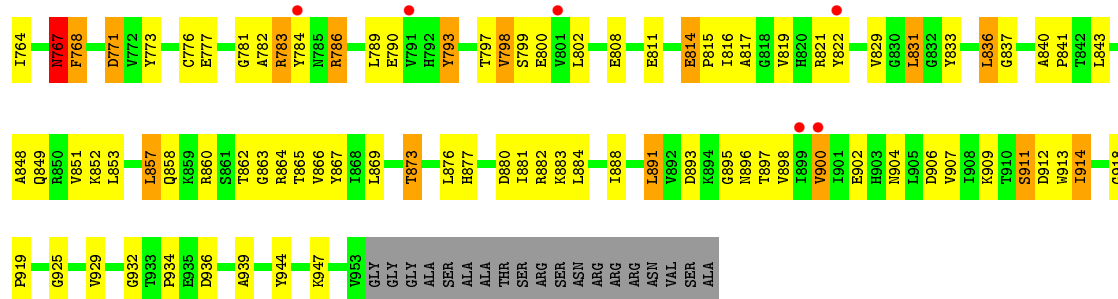 I764 N767 F768 D771 V772 Y773 C776 E777 G781 A782 R783 Y784 N785 R786 L789 E790 V791 H792 Y793 T797 V798 S799 E800 V801 L802 E808 E811 E814 P815 I816 A817 G818 V819 H820 R821 Y822 V829 G830 L831 G832 Y833 L836 G837 A840 P841 T842 L843
A848 Q849 R850 V851 K852 L853 L857 Q858 K859 R860 S861 T862 G863 R864 T865 V866 Y867 I868 L869 T873 L876 H877 D880 I881 R882 K883 L884 I888 L891 V892 D893 K894 G895 N896 T897 V898 I899 V900 I901 E902 H903 N904 L905 D906 V907 I908 K909 T910 S911 D912 W913 I914 G918
P919 G925 V929 G932 T933 P934 E935 D936 A939 Y944 K947 V953 GLY GLY GLY ALA SER ALA ALA THR SER ARG SER ASN ARG ARG ARG ASN VAL SER ALA